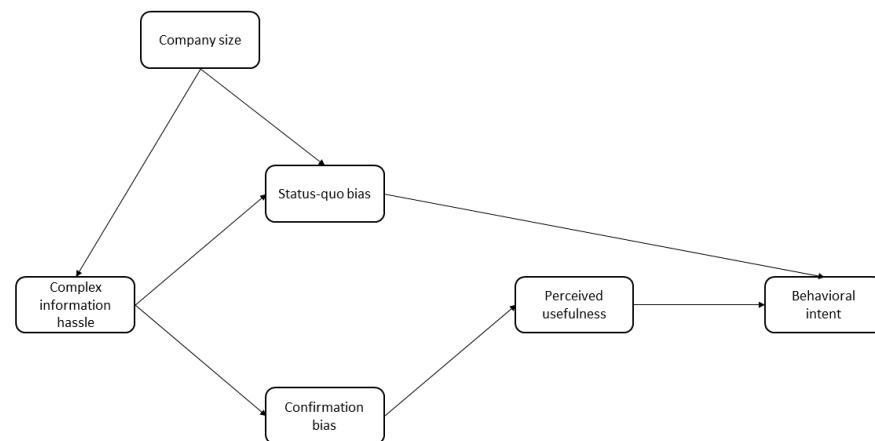 Company size
Status-quo bias
Complex
information
hassle
Perceived
usefulness
Behavioral
intent
Confirmation
bias